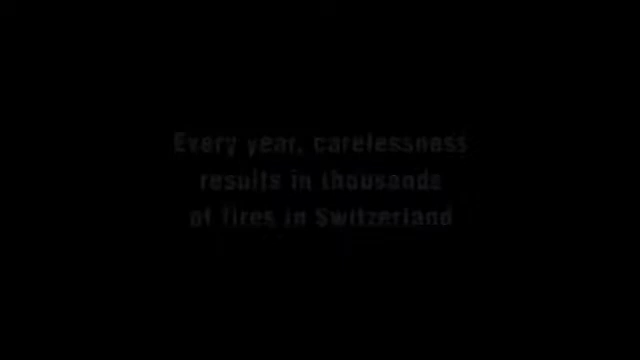 Every year, carelessness
results in thousands
of fires in Switzerland